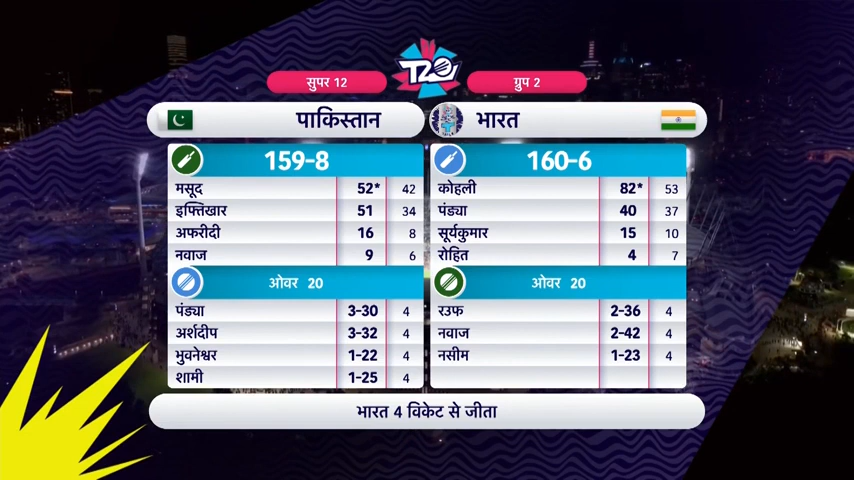 T20
सुपर 12 ग्रुप 2
पाकिस्तान भारत
159-8 160-6
मसूद 52* 42 कोहली 82* 53
इफ्तिखार 51 34 पंड्या 40 37
अफरीदी 16 8 सूर्यकुमार 15 10
नवाज 9 6 रोहित 4 7
ओवर 20 ओवर 20
पंड्या 3-30 4 रउफ 2-36 4
अर्शदीप 3-32 4 नवाज 2-42 4
भुवनेश्वर 1-22 4 नसीम 1-23 4
शामी 1-25 4
भारत 4 विकेट से जीता